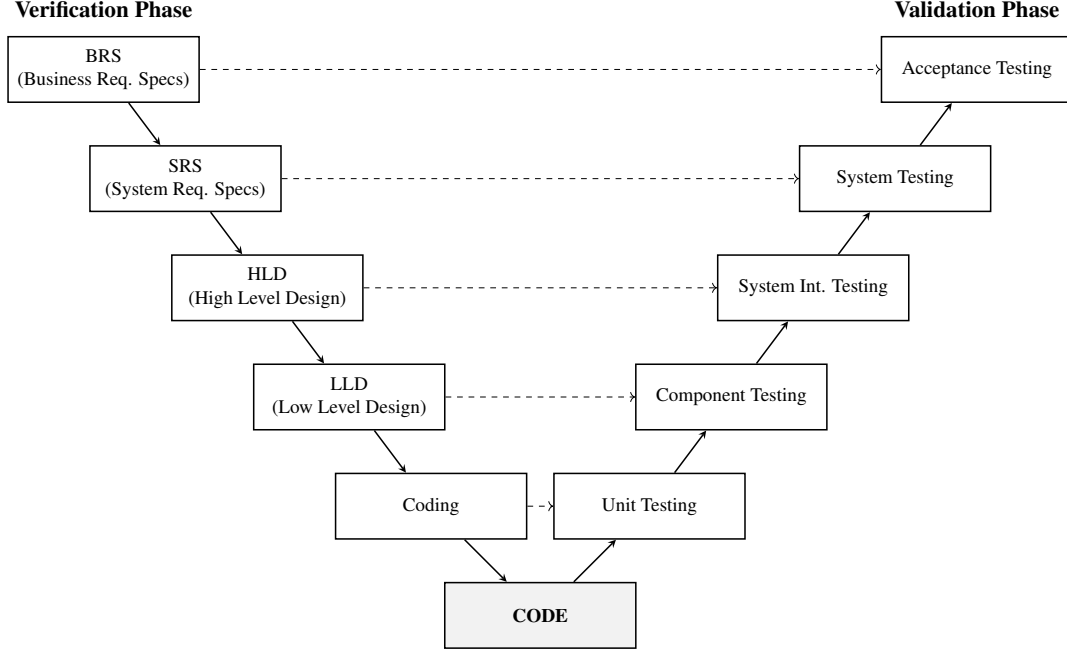 Verification Phase
Validation Phase
BRS
(Business Req. Specs)
Acceptance Testing
SRS
(System Req. Specs)
System Testing
HLD
(High Level Design)
System Int. Testing
LLD
(Low Level Design)
Component Testing
Coding
Unit Testing
CODE